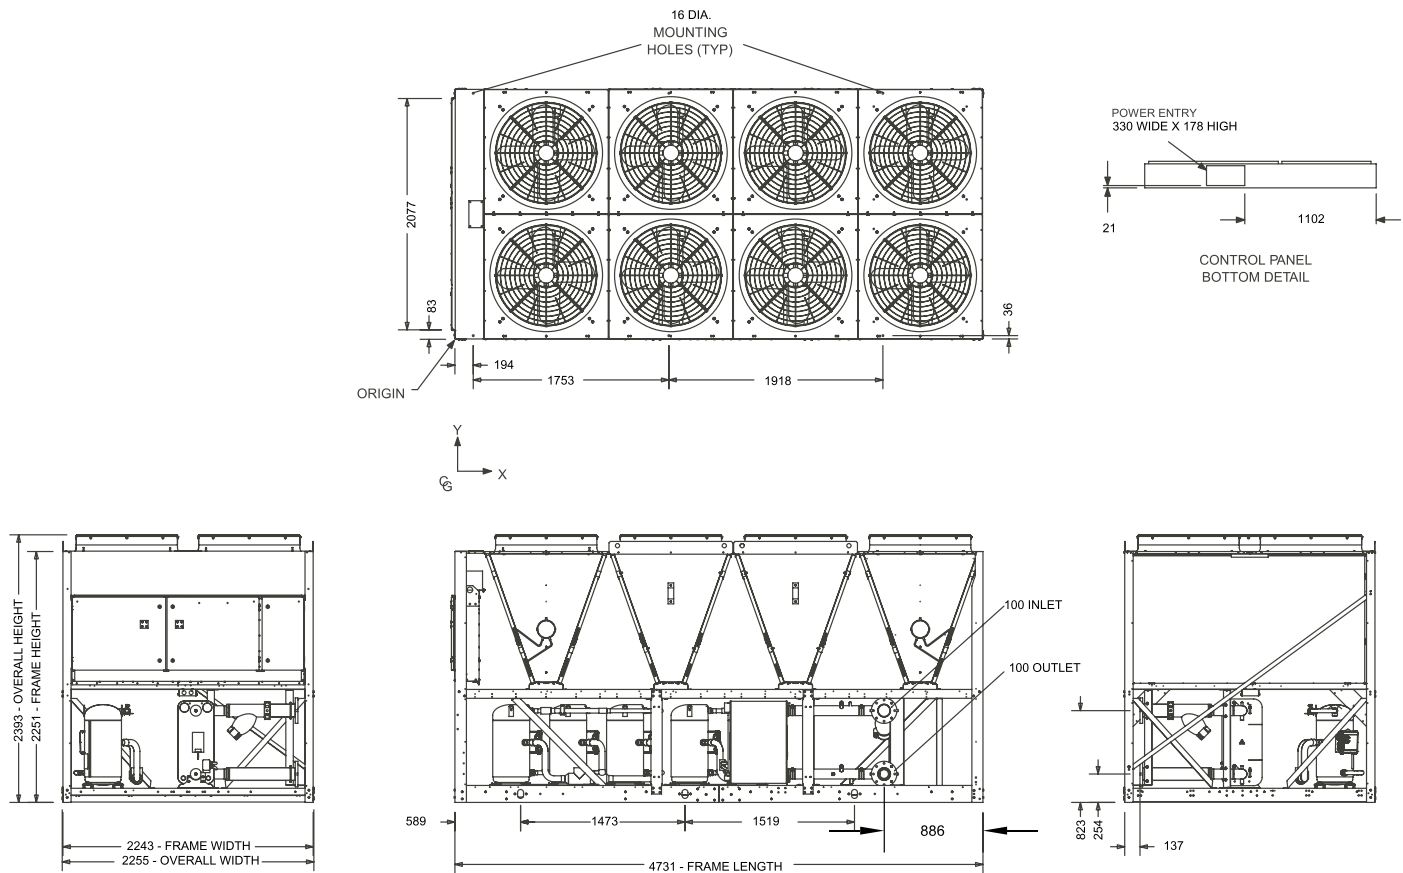 16 DIA.
MOUNTING
HOLES (TYP)
POWER ENTRY
330 WIDE X 178 HIGH
2077
83
36
194
1753
1918
ORIGIN
21
1102
CONTROL PANEL
BOTTOM DETAIL
Y
X
CG
2393 - OVERALL HEIGHT
2251 - FRAME HEIGHT
100 INLET
100 OUTLET
589
1473
1519
886
823
254
137
2243 - FRAME WIDTH
2255 - OVERALL WIDTH
4731 - FRAME LENGTH